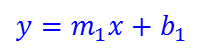 y = m₁x + b₁